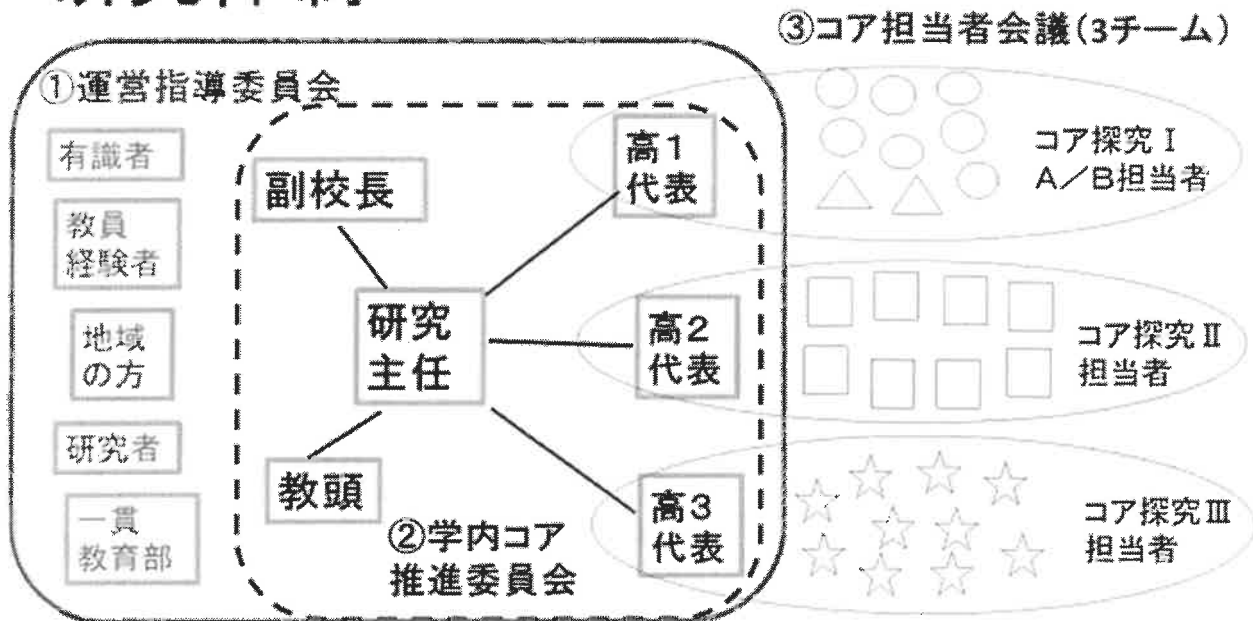 ③コア担当者会議(3チーム)
①運営指導委員会
有識者
教員
経験者
地域
の方
研究者
一貫
教育部
副校長
研究
主任
教頭
高1
代表
高2
代表
高3
代表
②学内コア
推進委員会
コア探究Ⅰ
A/B担当者
コア探究Ⅱ
担当者
コア探究Ⅲ
担当者